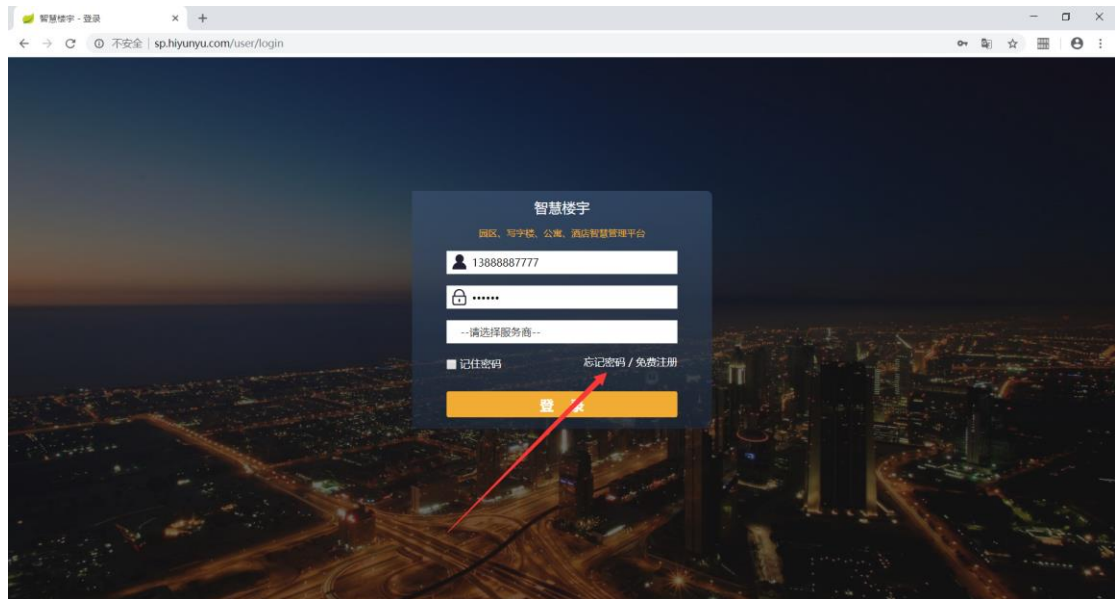 智慧楼宇 - 登录
不安全 | sp.hiyunyu.com/user/login
智慧楼宇
园区、写字楼、公寓、酒店智慧管理平台
13888887777
••••••
--请选择服务商--
记住密码 忘记密码 / 免费注册
登 录